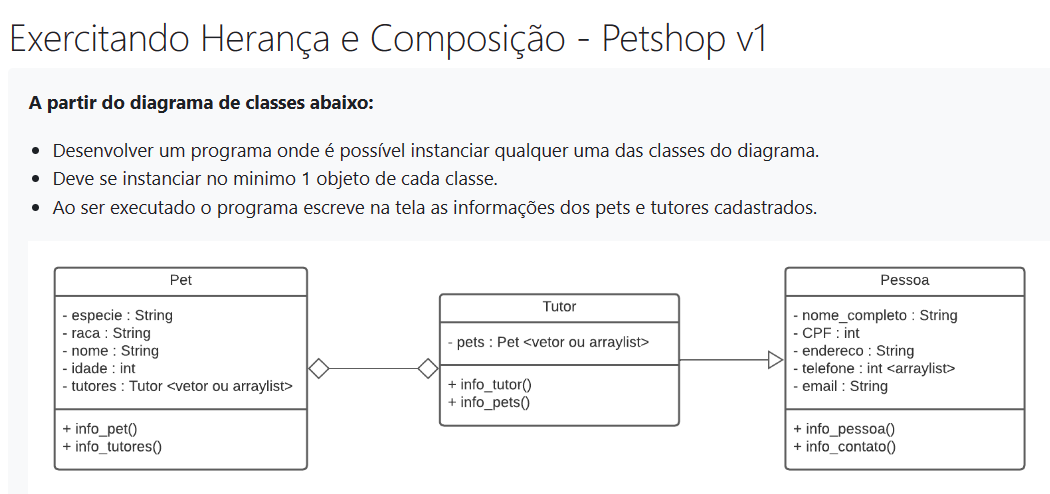 Exercitando Herança e Composição - Petshop v1
A partir do diagrama de classes abaixo:
• Desenvolver um programa onde é possível instanciar qualquer uma das classes do diagrama.
• Deve se instanciar no minimo 1 objeto de cada classe.
• Ao ser executado o programa escreve na tela as informações dos pets e tutores cadastrados.
Pet
- especie : String
- raca : String
- nome : String
- idade : int
- tutores : Tutor <vetor ou arraylist>
+ info_pet()
+ info_tutores()
Tutor
- pets : Pet <vetor ou arraylist>
+ info_tutor()
+ info_pets()
Pessoa
- nome_completo : String
- CPF : int
- endereco : String
- telefone : int <arraylist>
- email : String
+ info_pessoa()
+ info_contato()